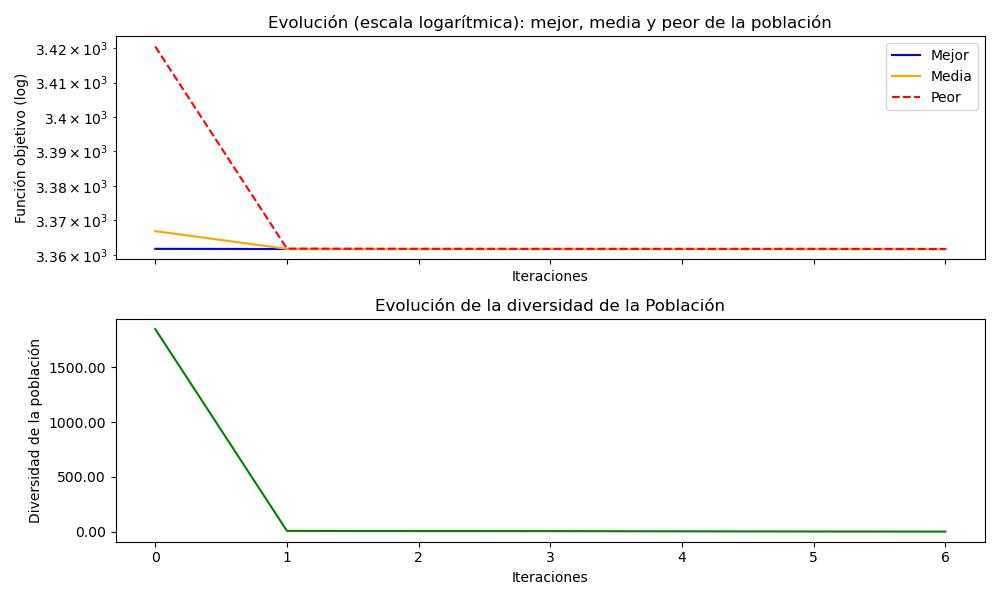 Evolución (escala logarítmica): mejor, media y peor de la población
Función objetivo (log)
3.42 × 10³
3.41 × 10³
3.4 × 10³
3.39 × 10³
3.38 × 10³
3.37 × 10³
3.36 × 10³
Mejor
Media
Peor
Iteraciones
Evolución de la diversidad de la Población
Diversidad de la población
1500.00
1000.00
500.00
0.00
0 1 2 3 4 5 6
Iteraciones